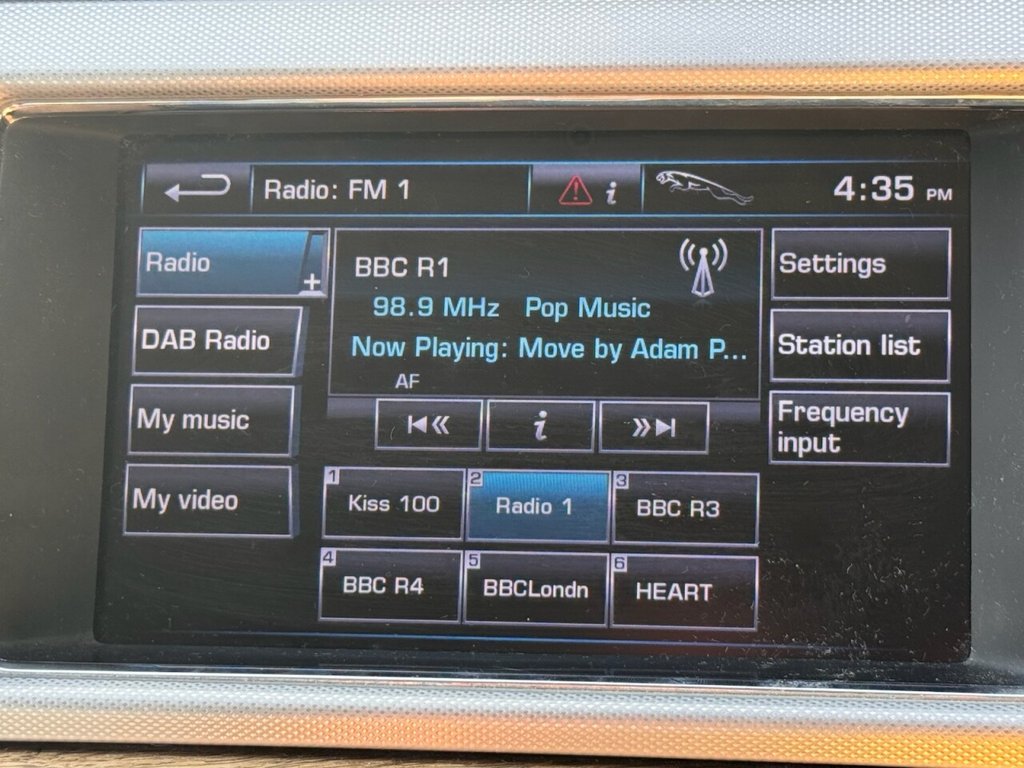 Radio: FM 1
i
4:35 PM
Radio
+
DAB Radio
My music
My video
BBC R1
98.9 MHz Pop Music
Now Playing: Move by Adam P...
AF
i
Settings
Station list
Frequency
input
1 Kiss 100
2 Radio 1
3 BBC R3
4 BBC R4
5 BBCLondn
6 HEART